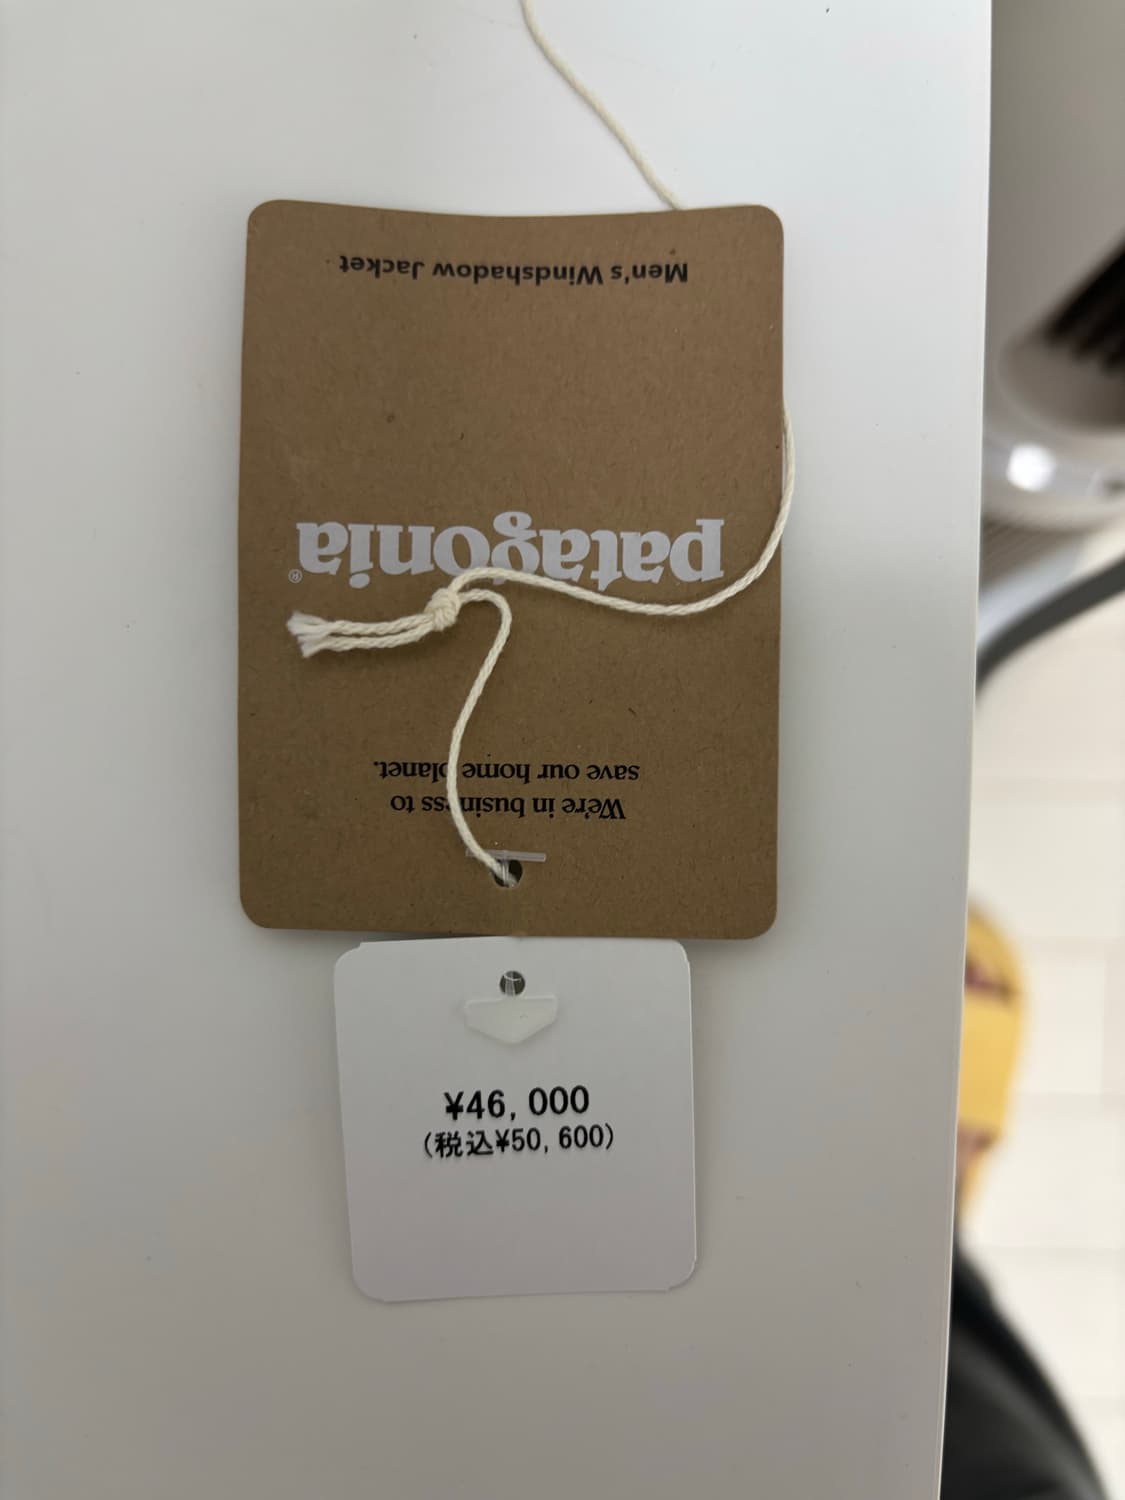 We're in business to
save our home planet.
patagonia®
Men's Windshadow Jacket
¥46,000
(税込¥50,600)